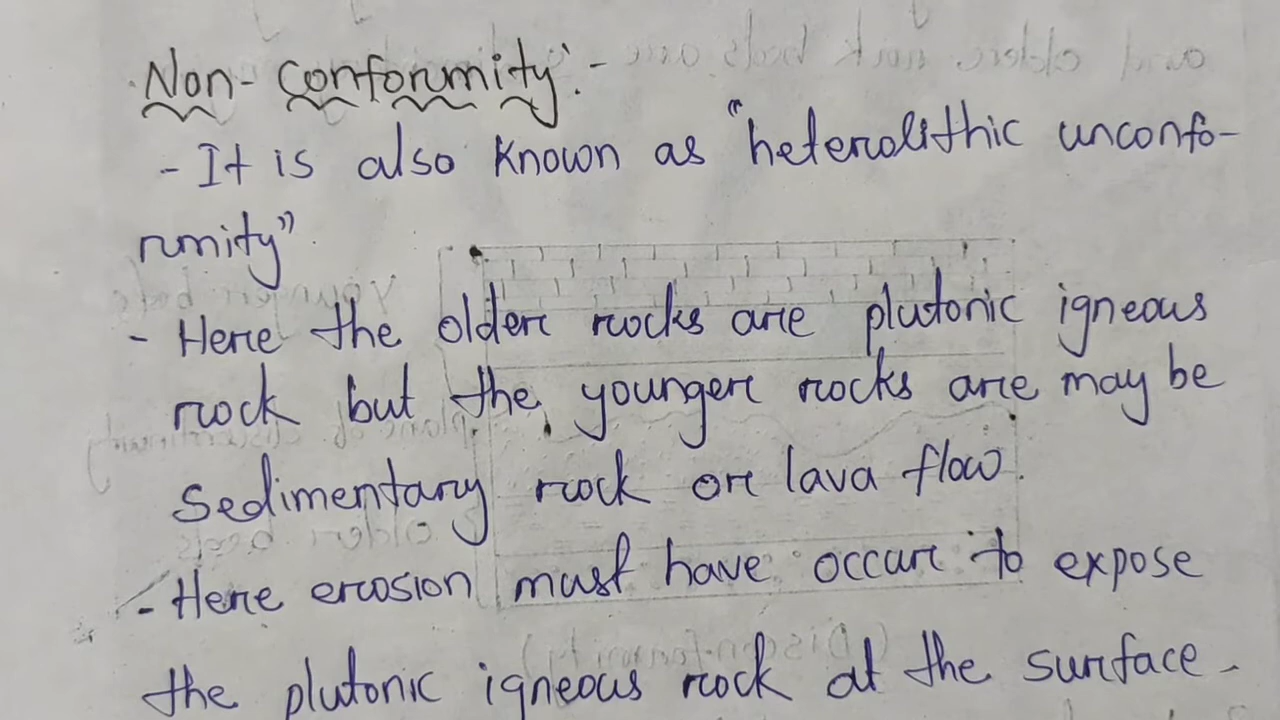 Non-Conformity:-
- It is also known as "heterolithic unconfo-
rmity"
- Here the older rocks are plutonic igneous
rock but the younger rocks are may be
sedimentary rock or lava flow.
- Here erosion must have occur to expose
the plutonic igneous rock at the surface-